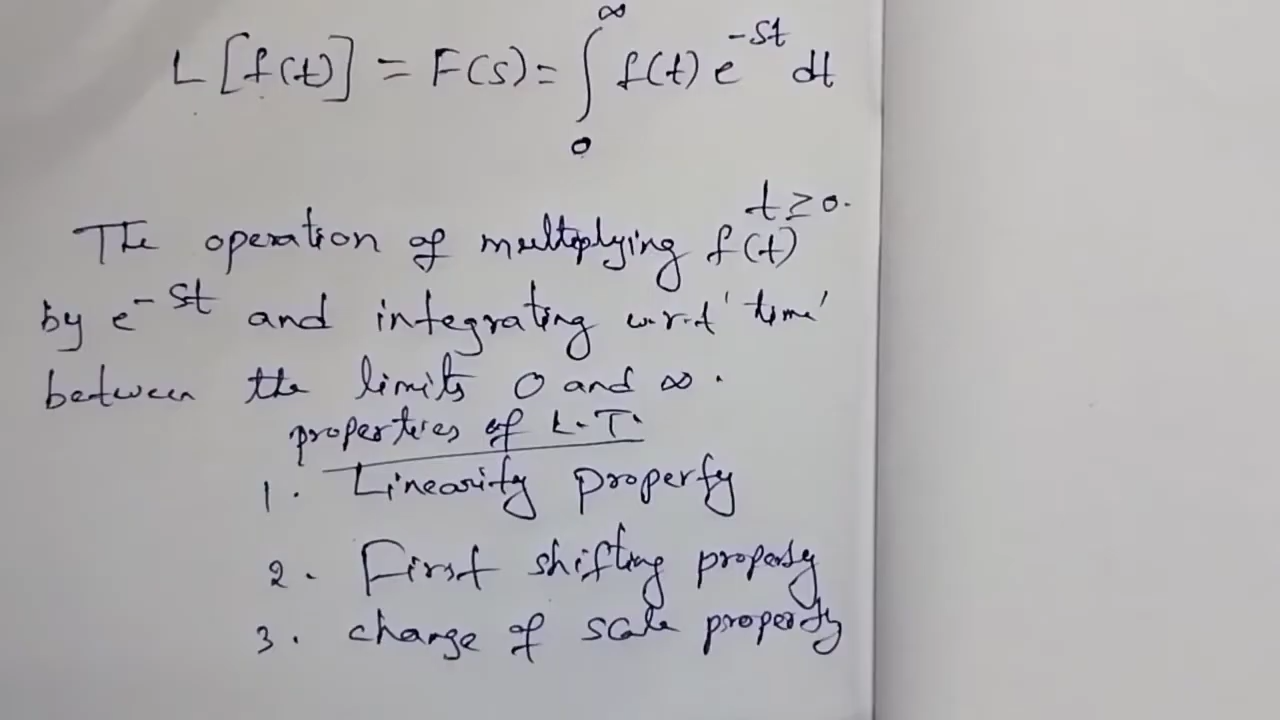 L[f(t)] = F(s) = ∫₀^∞ f(t) e^-st dt
t ≥ 0.
The operation of multiplying f(t)
by e^-st and integrating w.r.t 'time'
between the limits 0 and ∞.
properties of L.T.
1. Linearity property
2. First shifting property
3. change of scale property